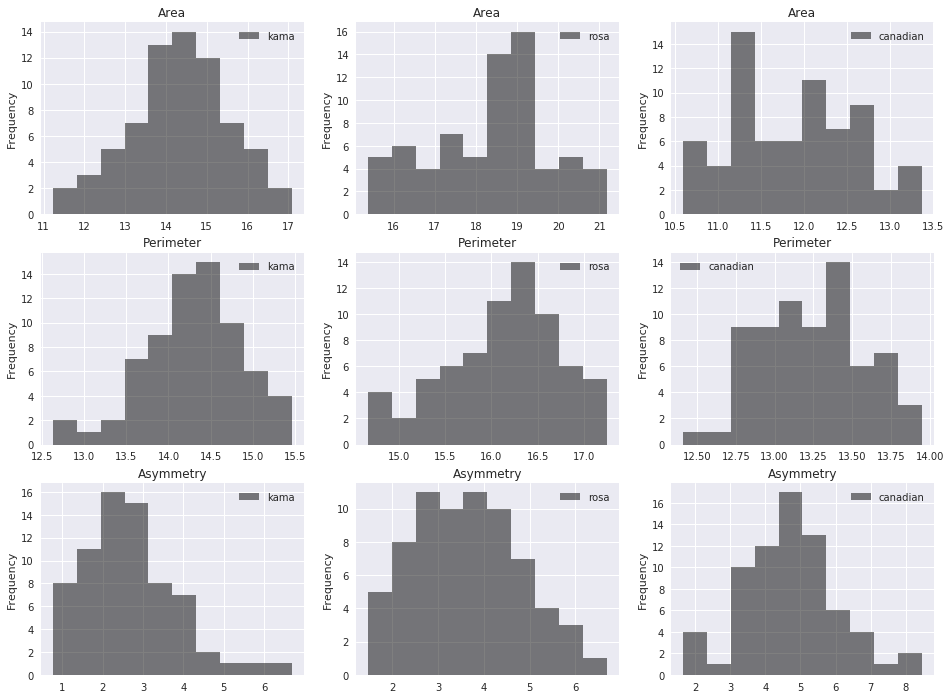 Area Area Area
14 kama
12
10
8
6
4
2
0
Frequency
11 12 13 14 15 16 17
16 rosa
14
12
10
8
6
4
2
0
Frequency
16 17 18 19 20 21
14 canadian
12
10
8
6
4
2
0
Frequency
10.5 11.0 11.5 12.0 12.5 13.0 13.5
Perimeter Perimeter Perimeter
14 kama
12
10
8
6
4
2
0
Frequency
12.5 13.0 13.5 14.0 14.5 15.0 15.5
14 rosa
12
10
8
6
4
2
0
Frequency
15.0 15.5 16.0 16.5 17.0
14 canadian
12
10
8
6
4
2
0
Frequency
12.50 12.75 13.00 13.25 13.50 13.75 14.00
Asymmetry Asymmetry Asymmetry
16 kama
14
12
10
8
6
4
2
0
Frequency
1 2 3 4 5 6
rosa
10
8
6
4
2
0
Frequency
2 3 4 5 6
canadian
16
14
12
10
8
6
4
2
0
Frequency
2 3 4 5 6 7 8